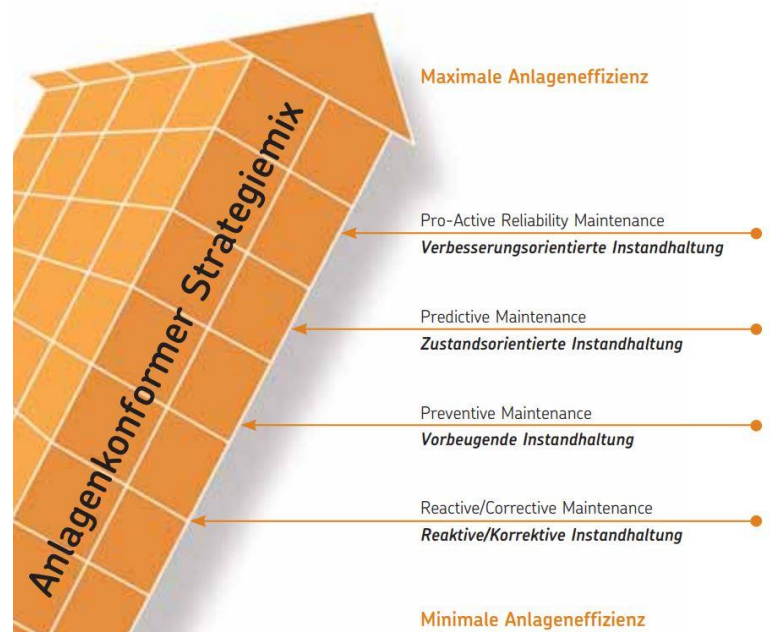 Maximale Anlageneffizienz
Anlagenkonformer Strategiemix
Pro-Active Reliability Maintenance
Verbesserungsorientierte Instandhaltung
Predictive Maintenance
Zustandsorientierte Instandhaltung
Preventive Maintenance
Vorbeugende Instandhaltung
Reactive/Corrective Maintenance
Reaktive/Korrektive Instandhaltung
Minimale Anlageneffizienz